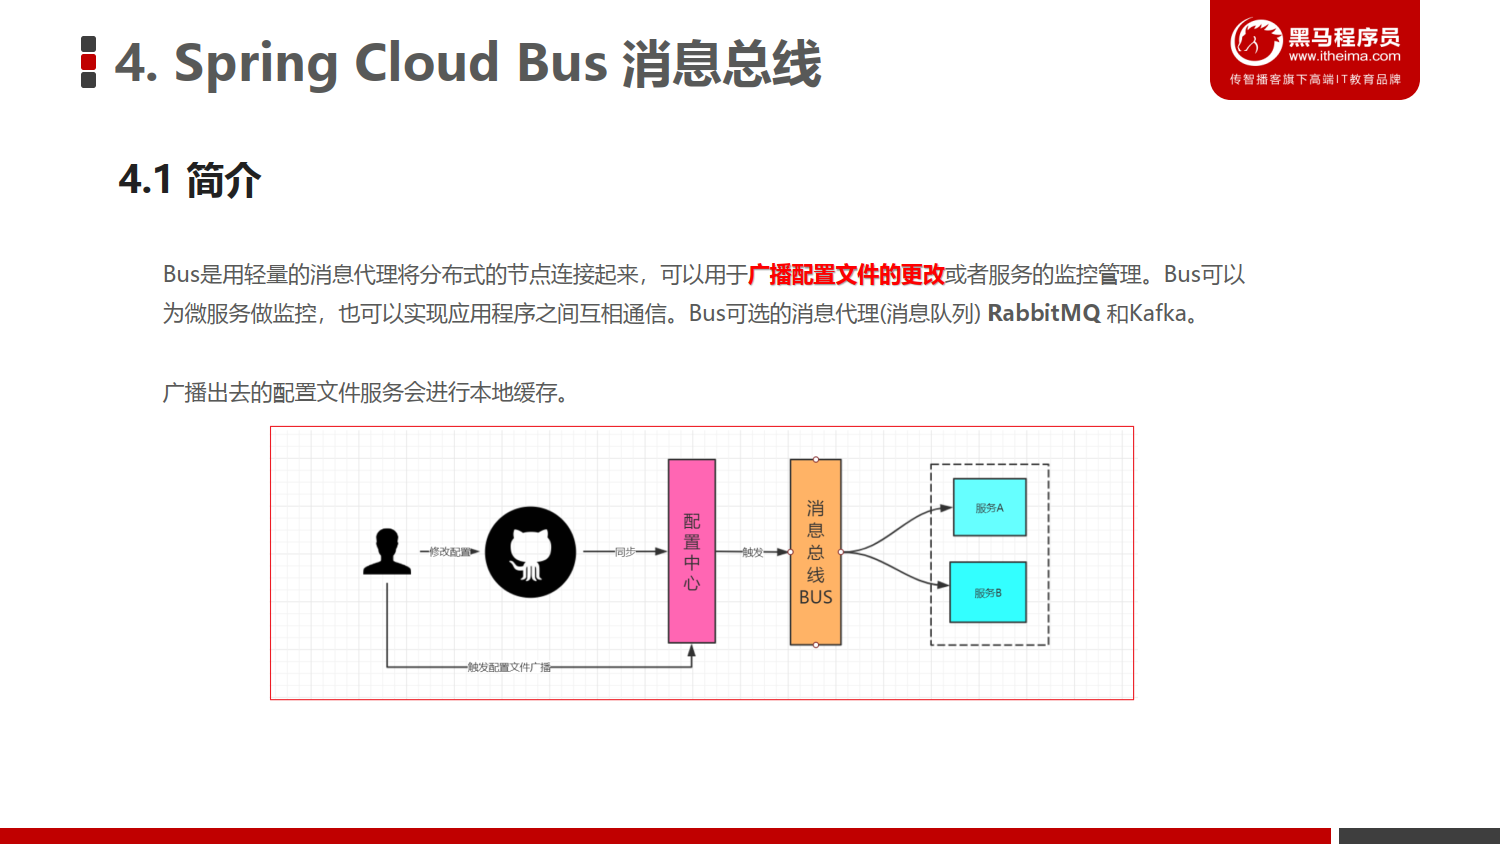 4. Spring Cloud Bus 消息总线
黑马程序员
www.itheima.com
传智播客旗下高端IT教育品牌
4.1 简介
Bus是用轻量的消息代理将分布式的节点连接起来，可以用于广播配置文件的更改或者服务的监控管理。Bus可以
为微服务做监控，也可以实现应用程序之间互相通信。Bus可选的消息代理(消息队列) RabbitMQ 和Kafka。
广播出去的配置文件服务会进行本地缓存。
修改配置
同步
配置中心
触发
消息总线
BUS
服务A
服务B
触发配置文件广播